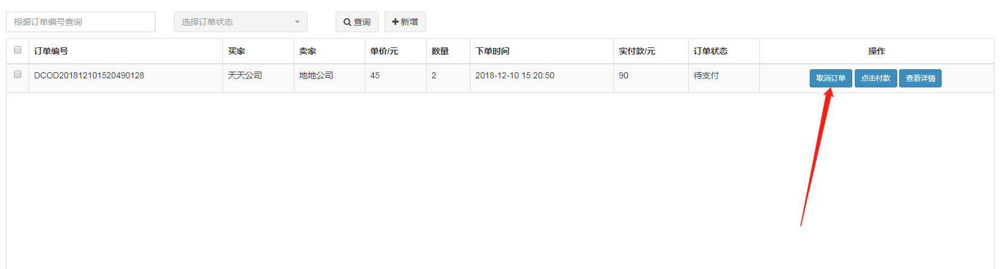 根据订单编号查询 选择订单状态 查询 新增
订单编号 买家 卖家 单价/元 数量 下单时间 实付款/元 订单状态 操作
DCOD201812101520490128 天天公司 地地公司 45 2 2018-12-10 15:20:50 90 待支付 取消订单 点击付款 查看详情